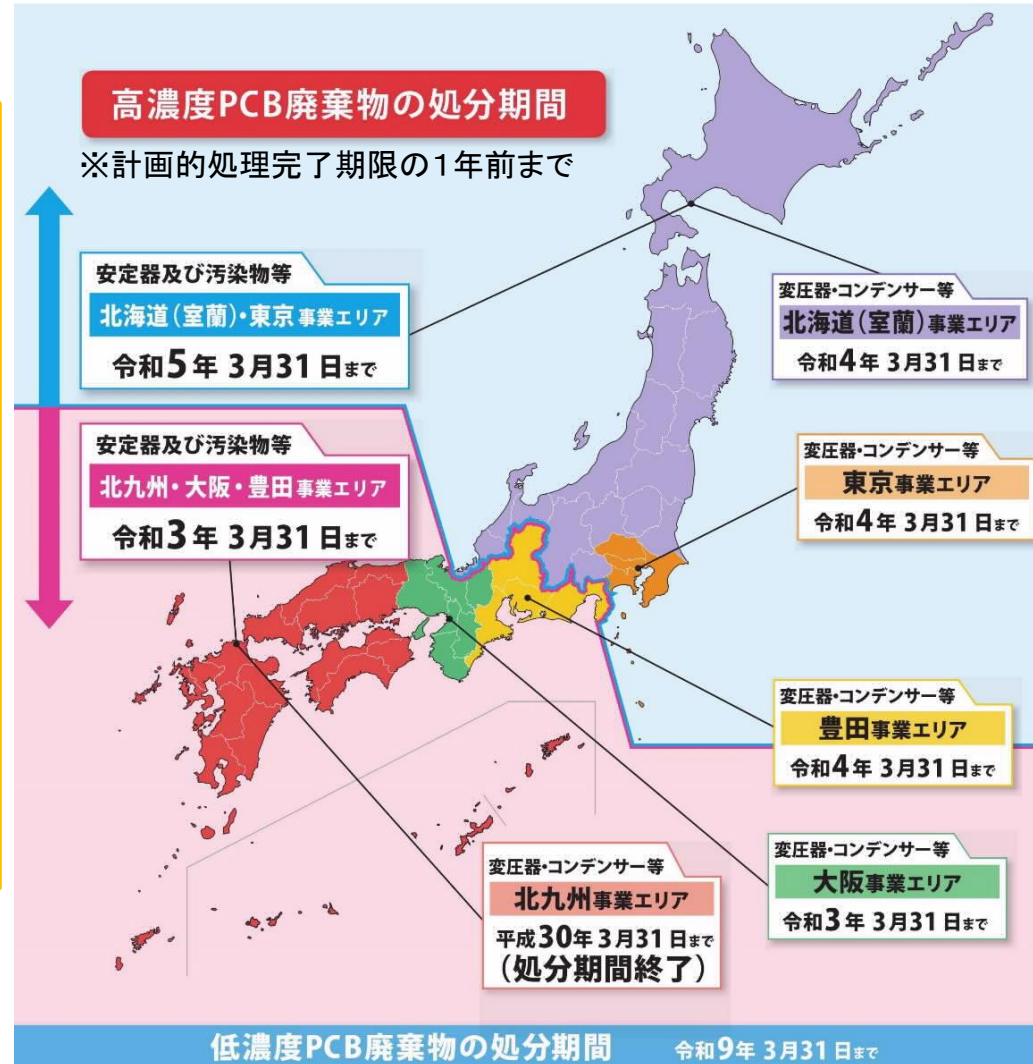 高濃度PCB廃棄物の処分期間
※計画的処理完了期限の1年前まで
安定器及び汚染物等
北海道(室蘭)・東京事業エリア
令和5年 3月31日まで
安定器及び汚染物等
北九州・大阪・豊田事業エリア
令和3年 3月31日まで
変圧器・コンデンサー等
北海道(室蘭)事業エリア
令和4年 3月31日まで
変圧器・コンデンサー等
東京事業エリア
令和4年 3月31日まで
変圧器・コンデンサー等
豊田事業エリア
令和4年 3月31日まで
変圧器・コンデンサー等
大阪事業エリア
令和3年 3月31日まで
変圧器・コンデンサー等
北九州事業エリア
平成30年 3月31日まで
(処分期間終了)
低濃度PCB廃棄物の処分期間 令和9年 3月31日まで